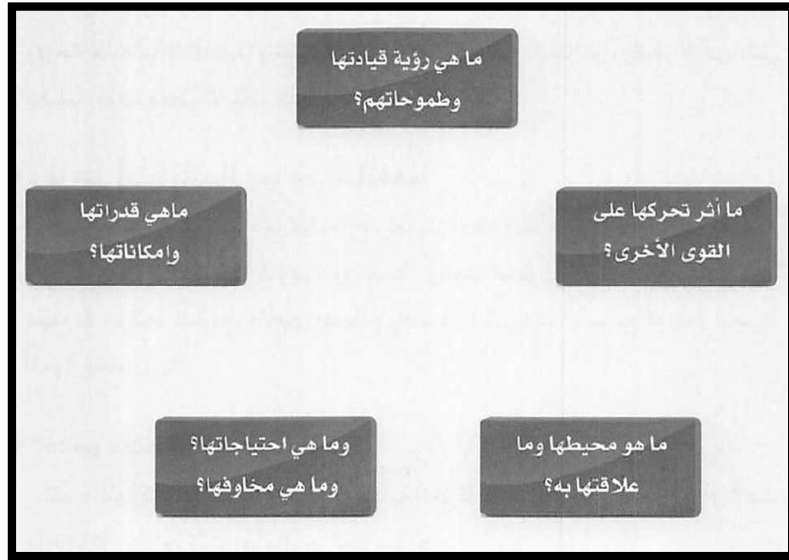 ما هي رؤية قيادتها
وطموحاتهم؟
ما أثر تحركها على
القوى الأخرى؟
ماهي قدراتها
وإمكاناتها؟
ما هو محيطها وما
علاقتها به؟
وما هي احتياجاتها؟
وما هي مخاوفها؟